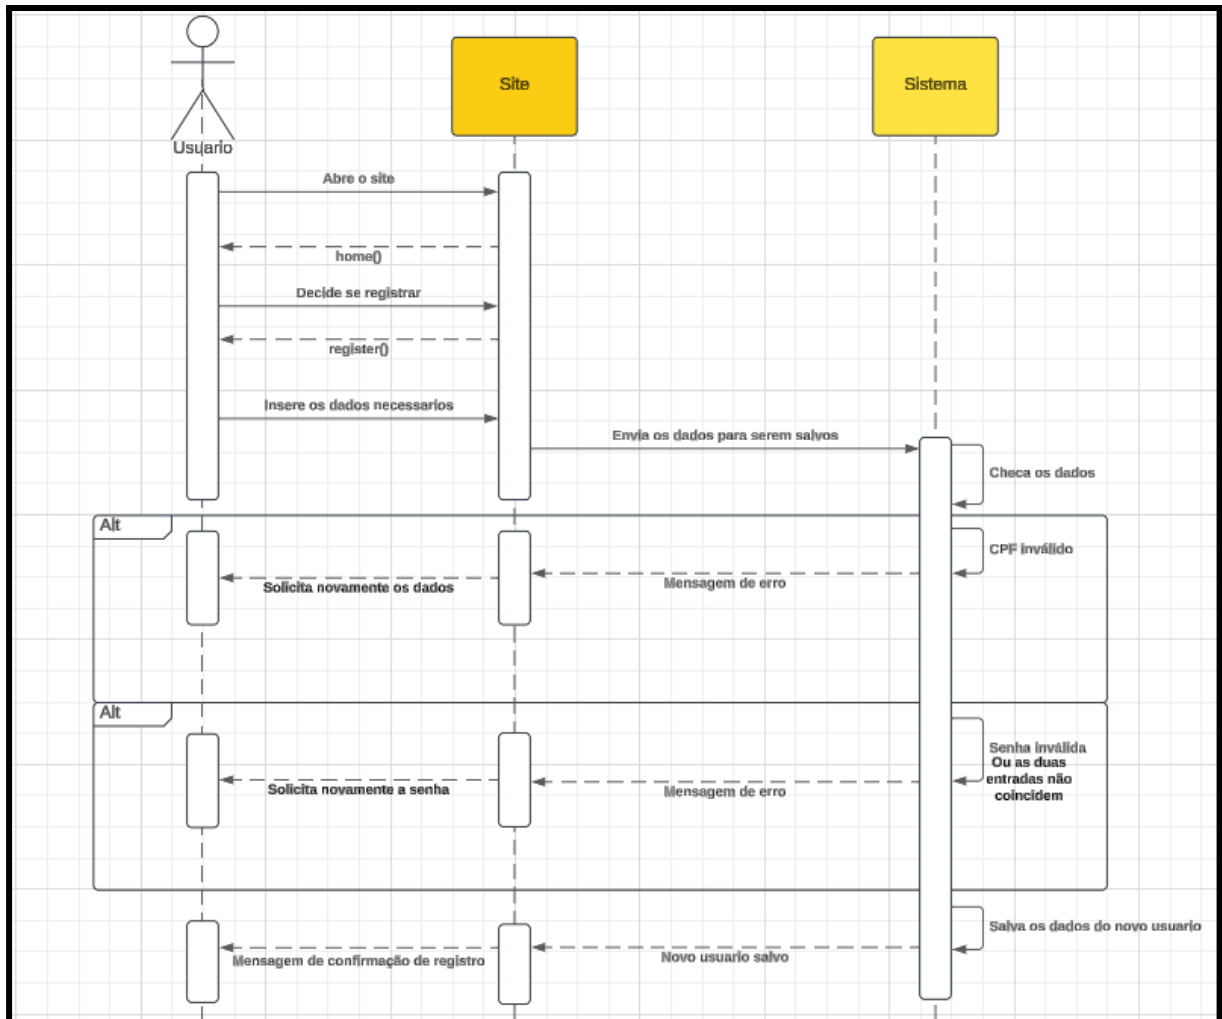 Site
Sistema
Usuario
Abre o site
home()
Decide se registrar
register()
Insere os dados necessarios
Envia os dados para serem salvos
Checa os dados
Alt
CPF inválido
Mensagem de erro
Solicita novamente os dados
Alt
Senha inválida
Ou as duas
entradas não
coincidem
Mensagem de erro
Solicita novamente a senha
Salva os dados do novo usuario
Novo usuario salvo
Mensagem de confirmação de registro